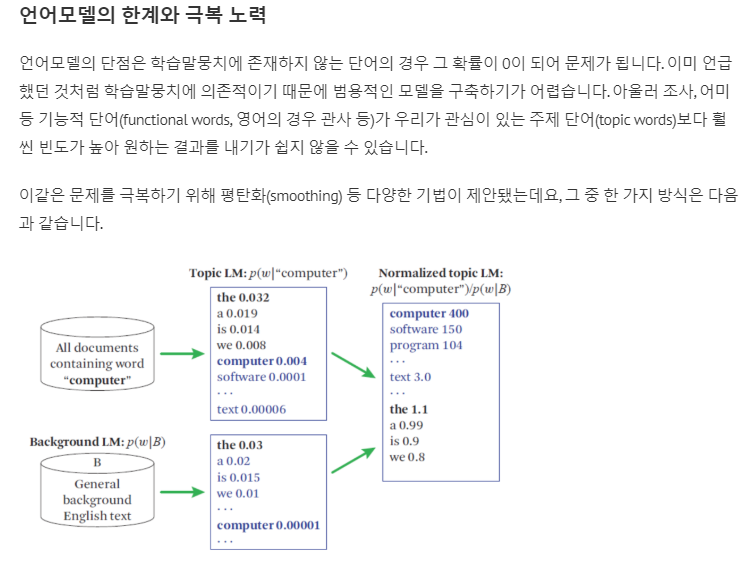 언어모델의 한계와 극복 노력
언어모델의 단점은 학습말뭉치에 존재하지 않는 단어의 경우 그 확률이 0이 되어 문제가 됩니다. 이미 언급
했던 것처럼 학습말뭉치에 의존적이기 때문에 범용적인 모델을 구축하기가 어렵습니다. 아울러 조사, 어미
등 기능적 단어(functional words, 영어의 경우 관사 등)가 우리가 관심이 있는 주제 단어(topic words)보다 훨
씬 빈도가 높아 원하는 결과를 내기가 쉽지 않을 수 있습니다.
이같은 문제를 극복하기 위해 평탄화(smoothing) 등 다양한 기법이 제안됐는데요, 그 중 한 가지 방식은 다음
과 같습니다.
All documents
containing word
“computer”
Topic LM: p(w|“computer”)
the 0.032
a 0.019
is 0.014
we 0.008
computer 0.004
software 0.0001
...
text 0.00006
Background LM: p(w|B)
B
General
background
English text
the 0.03
a 0.02
is 0.015
we 0.01
...
computer 0.00001
...
Normalized topic LM:
p(w|“computer”)/p(w|B)
computer 400
software 150
program 104
...
text 3.0
...
the 1.1
a 0.99
is 0.9
we 0.8